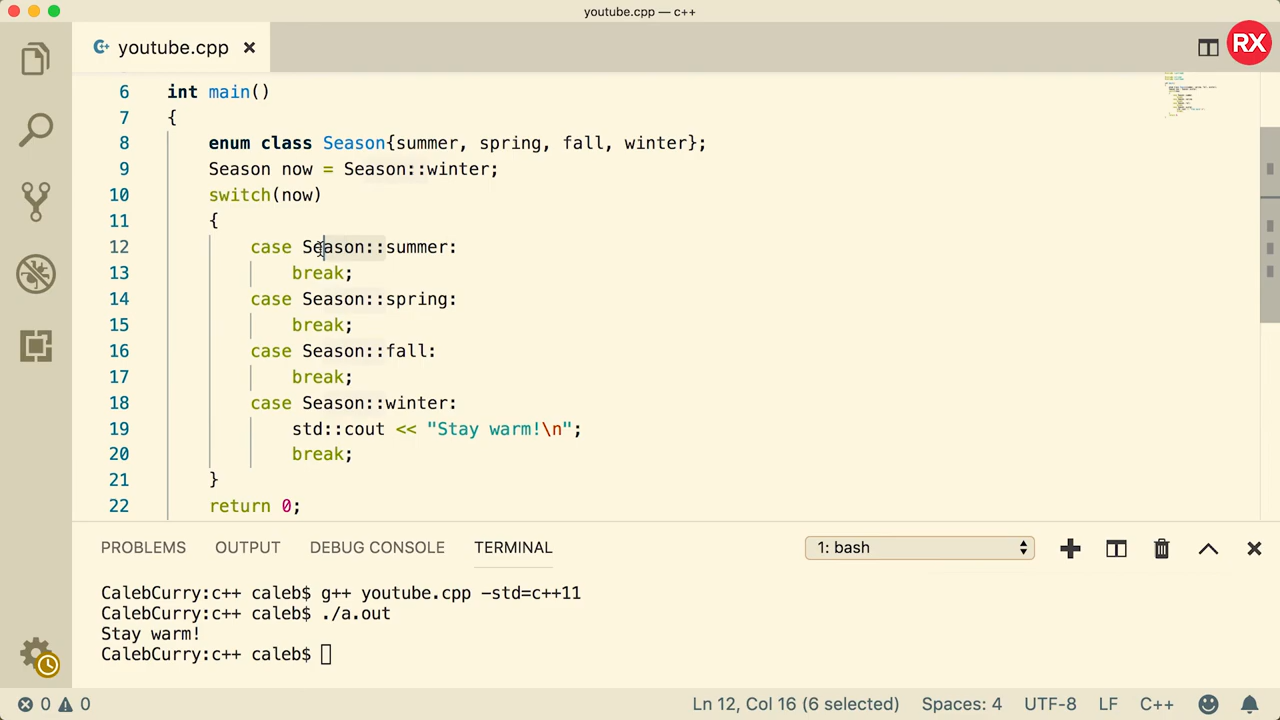 youtube.cpp — c++
youtube.cpp
RX
6 int main()
7 {
8 enum class Season{summer, spring, fall, winter};
9 Season now = Season::winter;
10 switch(now)
11 {
12 case Season::summer:
13 break;
14 case Season::spring:
15 break;
16 case Season::fall:
17 break;
18 case Season::winter:
19 std::cout << "Stay warm!\n";
20 break;
21 }
22 return 0;
PROBLEMS OUTPUT DEBUG CONSOLE TERMINAL 1: bash
CalebCurry:c++ caleb$ g++ youtube.cpp -std=c++11
CalebCurry:c++ caleb$ ./a.out
Stay warm!
CalebCurry:c++ caleb$
0 0 Ln 12, Col 16 (6 selected) Spaces: 4 UTF-8 LF C++